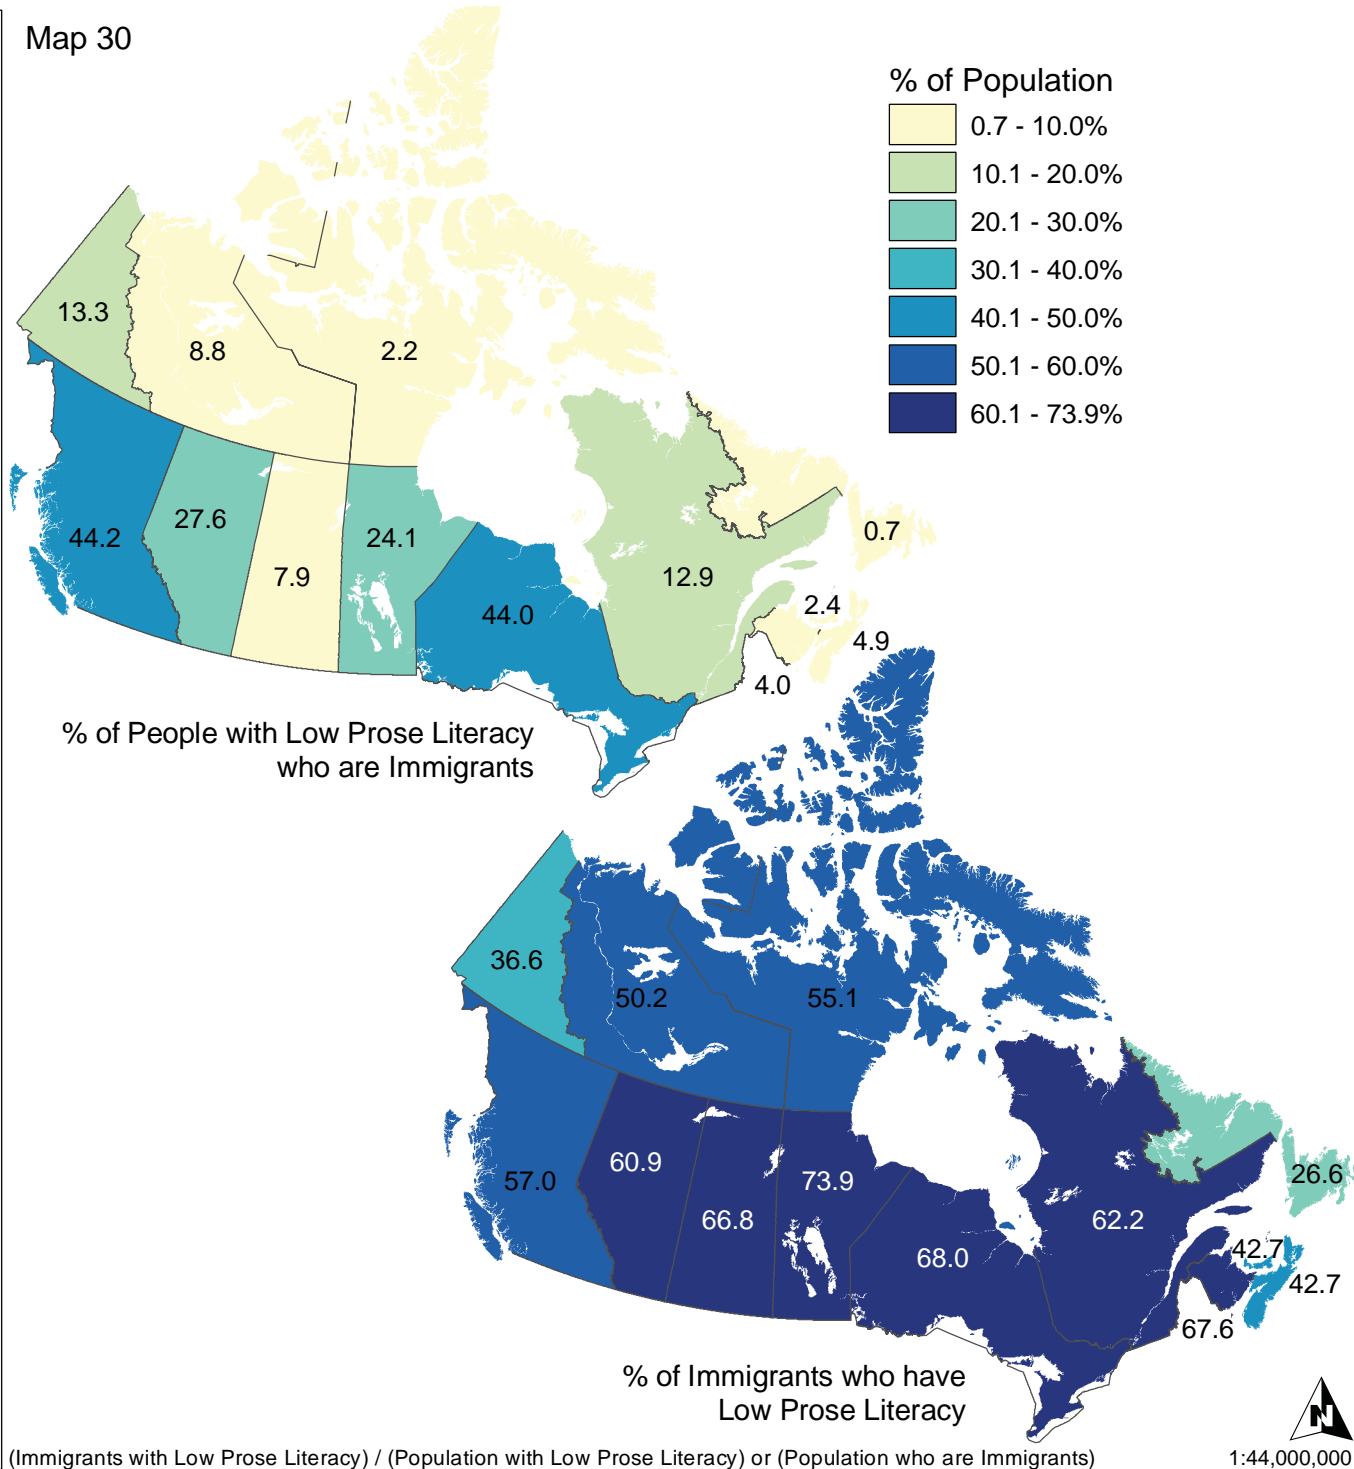 Map 30
% of Population
0.7 - 10.0%
10.1 - 20.0%
20.1 - 30.0%
30.1 - 40.0%
40.1 - 50.0%
50.1 - 60.0%
60.1 - 73.9%
13.3
8.8
2.2
44.2
27.6
7.9
24.1
44.0
12.9
0.7
2.4
4.9
4.0
% of People with Low Prose Literacy
who are Immigrants
36.6
50.2
55.1
57.0
60.9
66.8
73.9
68.0
62.2
26.6
42.7
42.7
67.6
% of Immigrants who have
Low Prose Literacy
N
(Immigrants with Low Prose Literacy) / (Population with Low Prose Literacy) or (Population who are Immigrants)
1:44,000,000